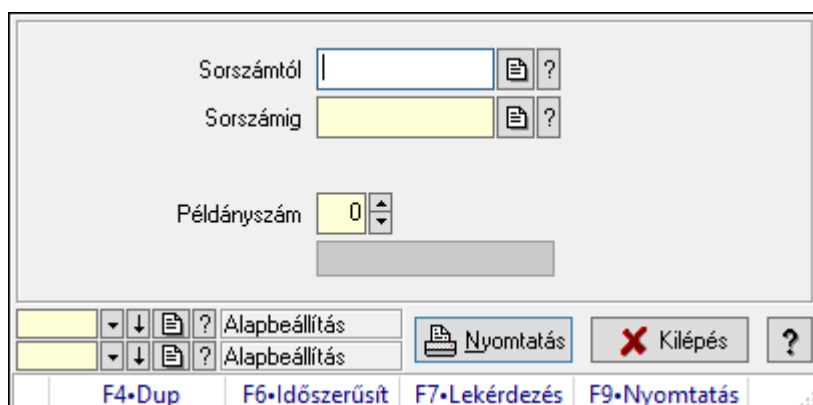 Sorszámtól ?
Sorszámig ?
Példányszám 0
? Alapbeállítás
? Alapbeállítás
Nyomtatás Kilépés ?
F4•Dup F6•Időszerűsít F7•Lekérdezés F9•Nyomtatás